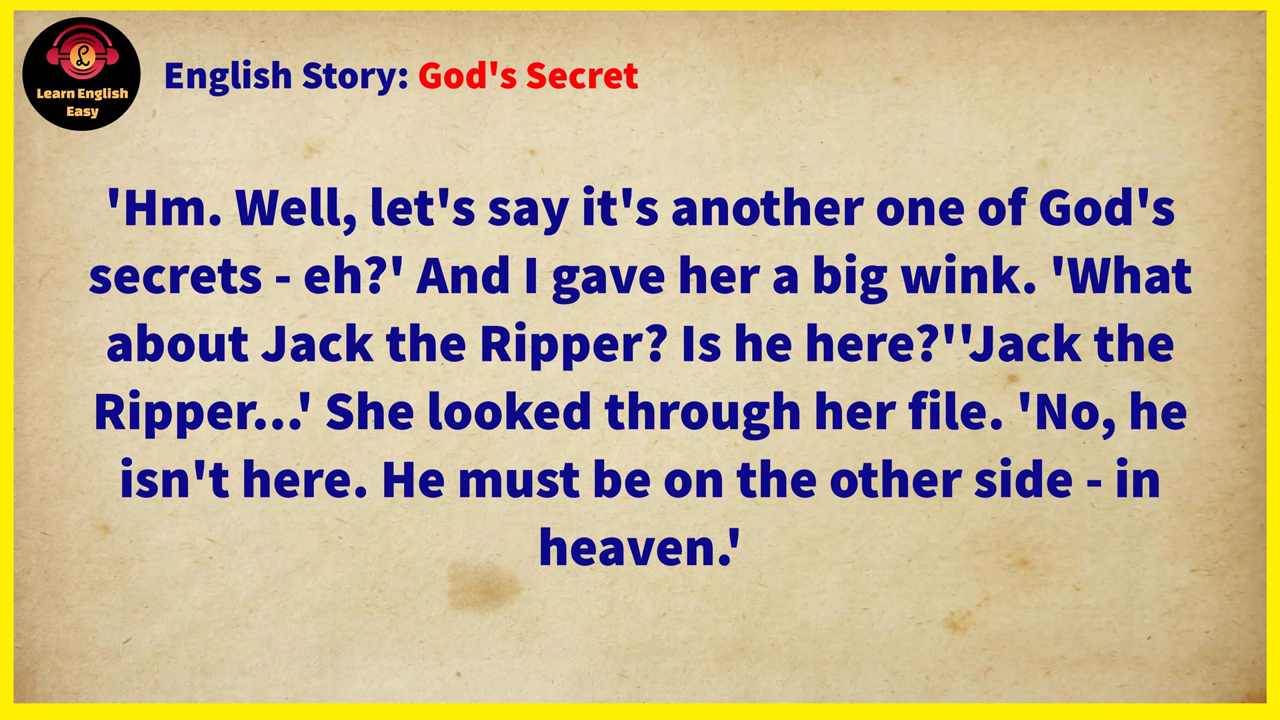 Learn English
Easy
English Story: God's Secret
'Hm. Well, let's say it's another one of God's
secrets - eh?' And I gave her a big wink. 'What
about Jack the Ripper? Is he here?''Jack the
Ripper...' She looked through her file. 'No, he
isn't here. He must be on the other side - in
heaven.'